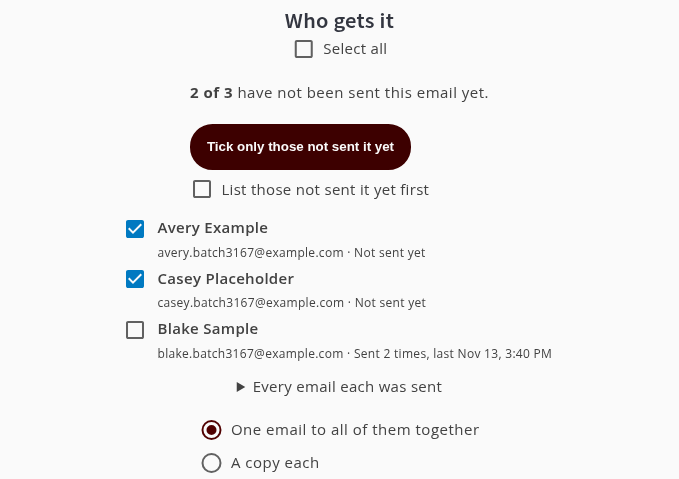 Who gets it
Select all
2 of 3 have not been sent this email yet.
Tick only those not sent it yet
List those not sent it yet first
Avery Example
avery.batch3167@example.com · Not sent yet
Casey Placeholder
casey.batch3167@example.com · Not sent yet
Blake Sample
blake.batch3167@example.com · Sent 2 times, last Nov 13, 3:40 PM
Every email each was sent
One email to all of them together
A copy each